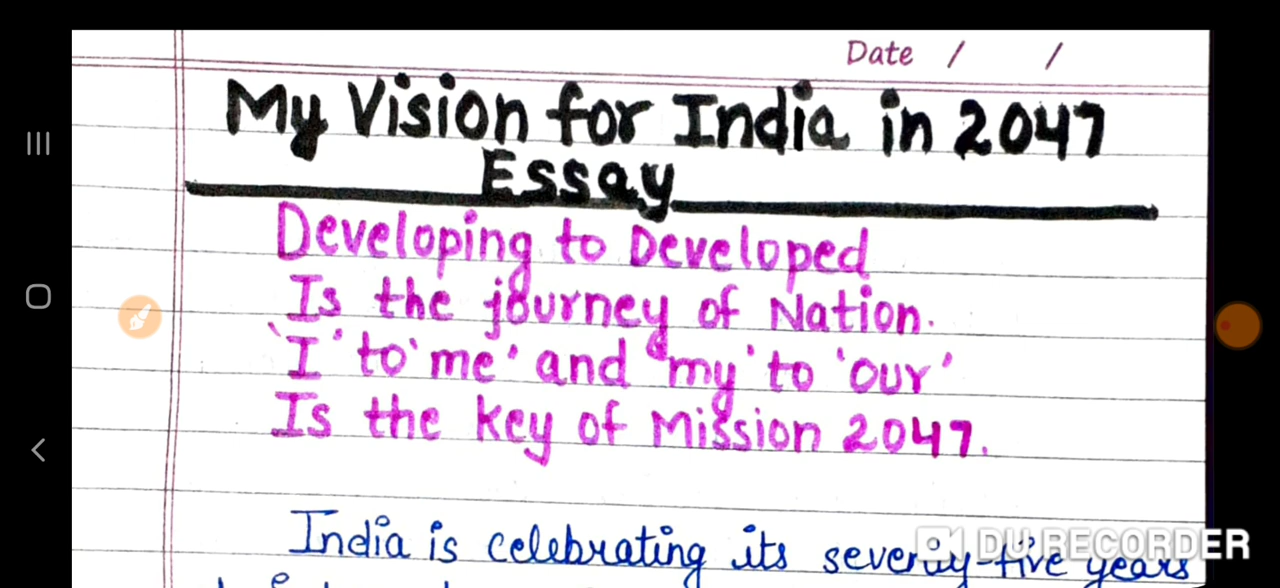 Date / /
My Vision for India in 2047
Essay
Developing to Developed
Is the journey of Nation.
'I' to 'me' and 'my' to 'our'
Is the key of Mission 2047.
India is celebrating its seventy-five years
DU RECORDER